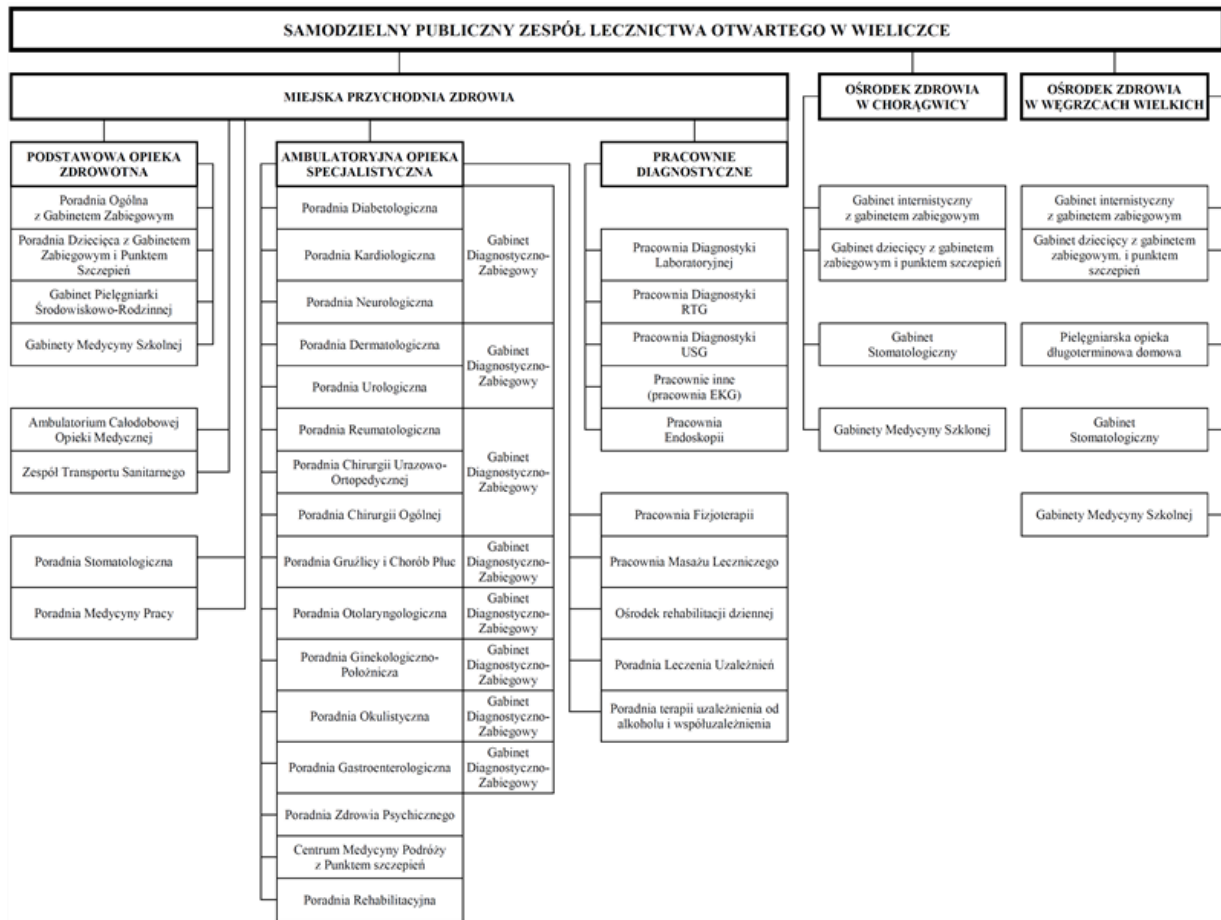 SAMODZIELNY PUBLICZNY ZESPÓŁ LECZNICTWA OTWARTEGO W WIELICZCE
MIEJSKA PRZYCHODNIA ZDROWIA
PODSTAWOWA OPIEKA
ZDROWOTNA
Poradnia Ogólna
z Gabinetem Zabiegowym
Poradnia Dziecięca z Gabinetem
Zabiegowym i Punktem
Szczepień
Gabinet Pielęgniarki
Środowiskowo-Rodzinnej
Gabinety Medycyny Szkolnej
Ambulatorium Całodobowej
Opieki Medycznej
Zespół Transportu Sanitarnego
Poradnia Stomatologiczna
Poradnia Medycyny Pracy
AMBULATORYJNA OPIEKA
SPECJALISTYCZNA
Poradnia Diabetologiczna
Poradnia Kardiologiczna
Poradnia Neurologiczna
Gabinet
Diagnostyczno-
Zabiegowy
Poradnia Dermatologiczna
Poradnia Urologiczna
Gabinet
Diagnostyczno-
Zabiegowy
Poradnia Reumatologiczna
Poradnia Chirurgii Urazowo-
Ortopedycznej
Poradnia Chirurgii Ogólnej
Gabinet
Diagnostyczno-
Zabiegowy
Poradnia Gruźlicy i Chorób Płuc
Gabinet
Diagnostyczno-
Zabiegowy
Poradnia Otolaryngologiczna
Gabinet
Diagnostyczno-
Zabiegowy
Poradnia Ginekologiczno-
Położnicza
Gabinet
Diagnostyczno-
Zabiegowy
Poradnia Okulistyczna
Gabinet
Diagnostyczno-
Zabiegowy
Poradnia Gastroenterologiczna
Gabinet
Diagnostyczno-
Zabiegowy
Poradnia Zdrowia Psychicznego
Centrum Medycyny Podróży
z Punktem szczepień
Poradnia Rehabilitacyjna
PRACOWNIE
DIAGNOSTYCZNE
Pracownia Diagnostyki
Laboratoryjnej
Pracownia Diagnostyki
RTG
Pracownia Diagnostyki
USG
Pracownie inne
(pracownia EKG)
Pracownia
Endoskopii
Pracownia Fizjoterapii
Pracownia Masażu Leczniczego
Ośrodek rehabilitacji dziennej
Poradnia Leczenia Uzależnień
Poradnia terapii uzależnienia od
alkoholu i współuzależnienia
OŚRODEK ZDROWIA
W CHORĄGWICY
Gabinet internistyczny
z gabinetem zabiegowym
Gabinet dziecięcy z gabinetem
zabiegowym i punktem szczepień
Gabinet
Stomatologiczny
Gabinety Medycyny Szklonej
OŚRODEK ZDROWIA
W WĘGRZCACH WIELKICH
Gabinet internistyczny
z gabinetem zabiegowym
Gabinet dziecięcy z gabinetem
zabiegowym. i punktem
szczepień
Pielęgniarska opieka
długoterminowa domowa
Gabinet
Stomatologiczny
Gabinety Medycyny Szkolnej